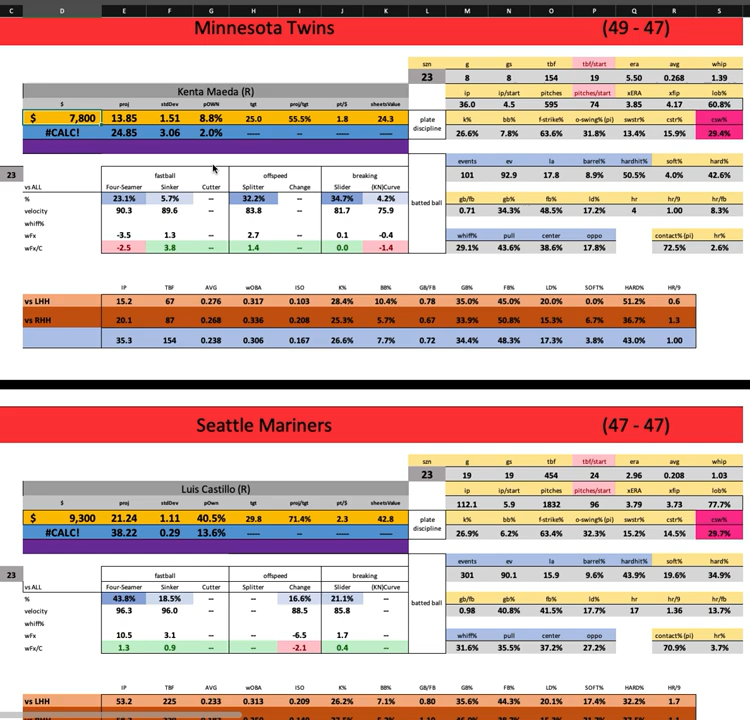 C D E F G H I J K L M N O P Q R S
Minnesota Twins (49 - 47)
szn g gs tbf tbf/start era avg whip
23 8 8 154 19 5.50 0.268 1.39
Kenta Maeda (R) ip ip/start pitches pitches/start xERA xfip lob%
$ proj stdDev pOWN tgt proj/tgt pt/$ sheetsValue 36.0 4.5 595 74 3.85 4.17 60.8%
$ 7,800 13.85 1.51 8.8% 25.0 55.5% 1.8 24.3 plate discipline k% bb% f-strike% o-swing% (pi) swstr% cstr% csw%
#CALC! 24.85 3.06 2.0% ---- -- ---- ---- 26.6% 7.8% 63.6% 31.8% 13.4% 15.9% 29.4%
events ev la barrel% hardhit% soft% hard%
23 fastball offspeed breaking 101 92.9 17.8 8.9% 50.5% 4.0% 42.6%
vs ALL Four-Seamer Sinker Cutter Splitter Change Slider (KN)Curve
% 23.1% 5.7% -- 32.2% -- 34.7% 4.2% batted ball gb/fb gb% fb% ld% hr hr/9 hr/fb
velocity 90.3 89.6 -- 83.8 -- 81.7 75.9 0.71 34.3% 48.5% 17.2% 4 1.00 8.3%
whiff%
wFx -3.5 1.3 -- 2.7 -- 0.1 -0.4 whiff% pull center oppo contact% (pi) hr%
wFx/C -2.5 3.8 -- 1.4 -- 0.0 -1.4 29.1% 43.6% 38.6% 17.8% 72.5% 2.6%
IP TBF AVG wOBA ISO K% BB% GB/FB GB% FB% LD% SOFT% HARD% HR/9
vs LHH 15.2 67 0.276 0.317 0.103 28.4% 10.4% 0.78 35.0% 45.0% 20.0% 0.0% 51.2% 0.6
vs RHH 20.1 87 0.268 0.336 0.208 25.3% 5.7% 0.67 33.9% 50.8% 15.3% 6.7% 36.7% 1.3
35.3 154 0.238 0.306 0.167 26.6% 7.7% 0.72 34.4% 48.3% 17.3% 3.8% 43.0% 1.00
Seattle Mariners (47 - 47)
szn g gs tbf tbf/start era avg whip
23 19 19 454 24 2.96 0.208 1.03
Luis Castillo (R) ip ip/start pitches pitches/start xERA xfip lob%
$ proj stdDev pOwn tgt proj/tgt pt/$ sheetsValue 112.1 5.9 1832 96 3.79 3.73 77.7%
$ 9,300 21.24 1.11 40.5% 29.8 71.4% 2.3 42.8 plate discipline k% bb% f-strike% o-swing% (pi) swstr% cstr% csw%
#CALC! 38.22 0.29 13.6% ---- -- ---- ---- 26.9% 6.2% 63.4% 32.3% 15.2% 14.5% 29.7%
events ev la barrel% hardhit% soft% hard%
23 fastball offspeed breaking 301 90.1 15.9 9.6% 43.9% 19.6% 34.9%
vs ALL Four-Seamer Sinker Cutter Splitter Change Slider (KN)Curve
% 43.8% 18.5% -- -- 16.6% 21.1% -- batted ball gb/fb gb% fb% ld% hr hr/9 hr/fb
velocity 96.3 96.0 -- -- 88.5 85.8 -- 0.98 40.8% 41.5% 17.7% 17 1.36 13.7%
whiff%
wFx 10.5 3.1 -- -- -6.5 1.7 -- whiff% pull center oppo contact% (pi) hr%
wFx/C 1.3 0.9 -- -- -2.1 0.4 -- 31.6% 35.5% 37.2% 27.2% 70.9% 3.7%
IP TBF AVG wOBA ISO K% BB% GB/FB GB% FB% LD% SOFT% HARD% HR/9
vs LHH 53.2 225 0.233 0.313 0.209 26.2% 7.1% 0.80 35.6% 44.3% 20.1% 17.4% 32.2% 1.7